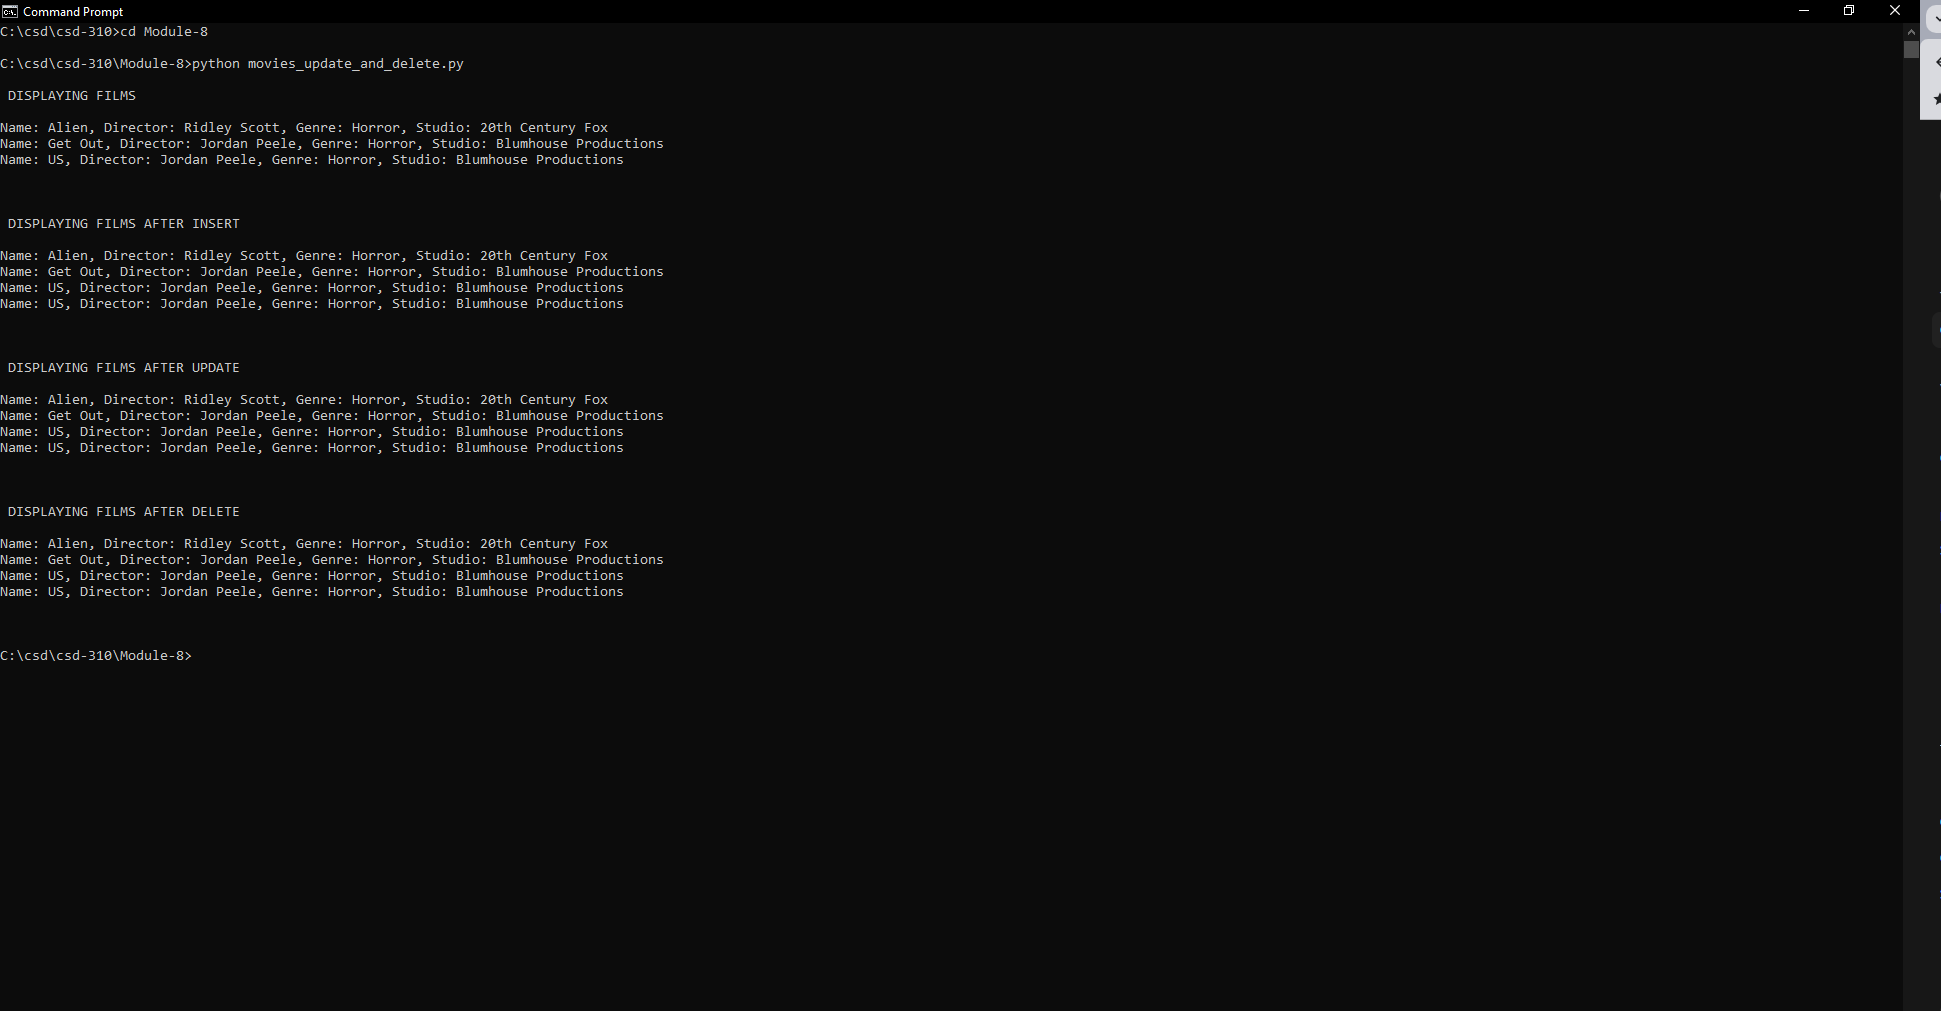 Command Prompt
C:\csd\csd-310>cd Module-8
C:\csd\csd-310\Module-8>python movies_update_and_delete.py
DISPLAYING FILMS
Name: Alien, Director: Ridley Scott, Genre: Horror, Studio: 20th Century Fox
Name: Get Out, Director: Jordan Peele, Genre: Horror, Studio: Blumhouse Productions
Name: US, Director: Jordan Peele, Genre: Horror, Studio: Blumhouse Productions
DISPLAYING FILMS AFTER INSERT
Name: Alien, Director: Ridley Scott, Genre: Horror, Studio: 20th Century Fox
Name: Get Out, Director: Jordan Peele, Genre: Horror, Studio: Blumhouse Productions
Name: US, Director: Jordan Peele, Genre: Horror, Studio: Blumhouse Productions
Name: US, Director: Jordan Peele, Genre: Horror, Studio: Blumhouse Productions
DISPLAYING FILMS AFTER UPDATE
Name: Alien, Director: Ridley Scott, Genre: Horror, Studio: 20th Century Fox
Name: Get Out, Director: Jordan Peele, Genre: Horror, Studio: Blumhouse Productions
Name: US, Director: Jordan Peele, Genre: Horror, Studio: Blumhouse Productions
Name: US, Director: Jordan Peele, Genre: Horror, Studio: Blumhouse Productions
DISPLAYING FILMS AFTER DELETE
Name: Alien, Director: Ridley Scott, Genre: Horror, Studio: 20th Century Fox
Name: Get Out, Director: Jordan Peele, Genre: Horror, Studio: Blumhouse Productions
Name: US, Director: Jordan Peele, Genre: Horror, Studio: Blumhouse Productions
Name: US, Director: Jordan Peele, Genre: Horror, Studio: Blumhouse Productions
C:\csd\csd-310\Module-8>